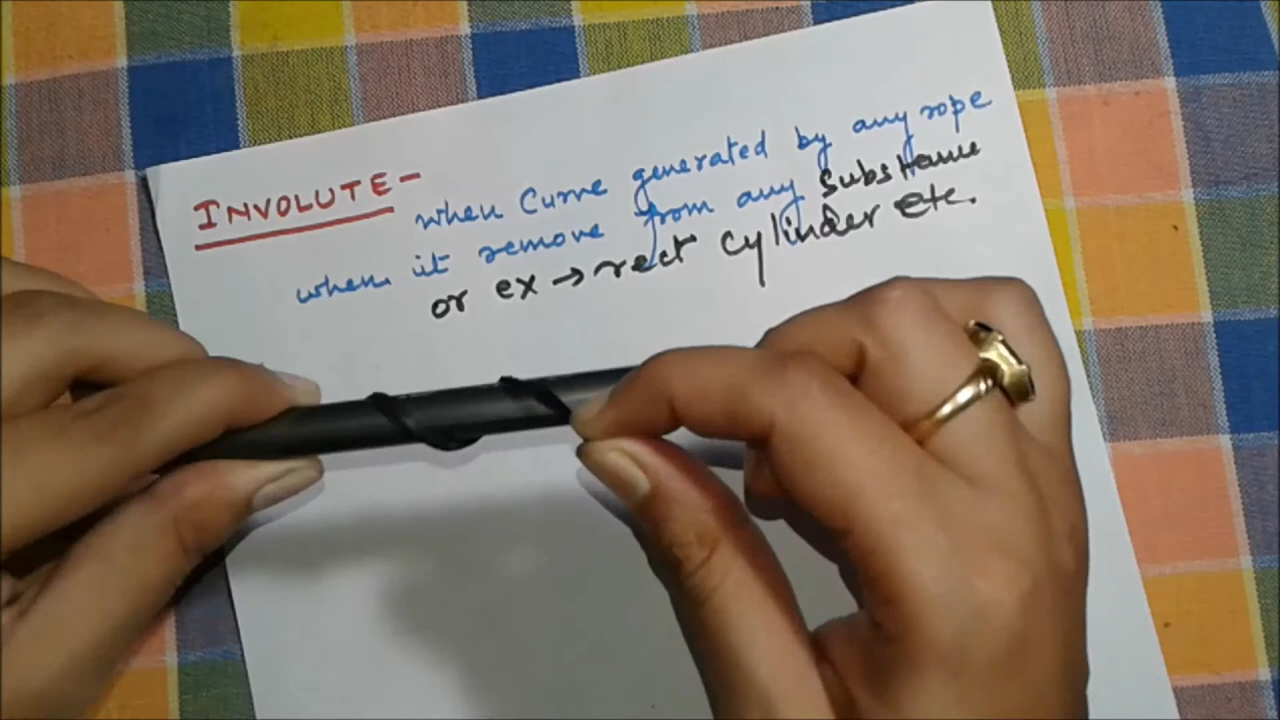 INVOLUTE-
when Curve generated by any rope
when it remove from any substance
or ex → rect cylinder etc.